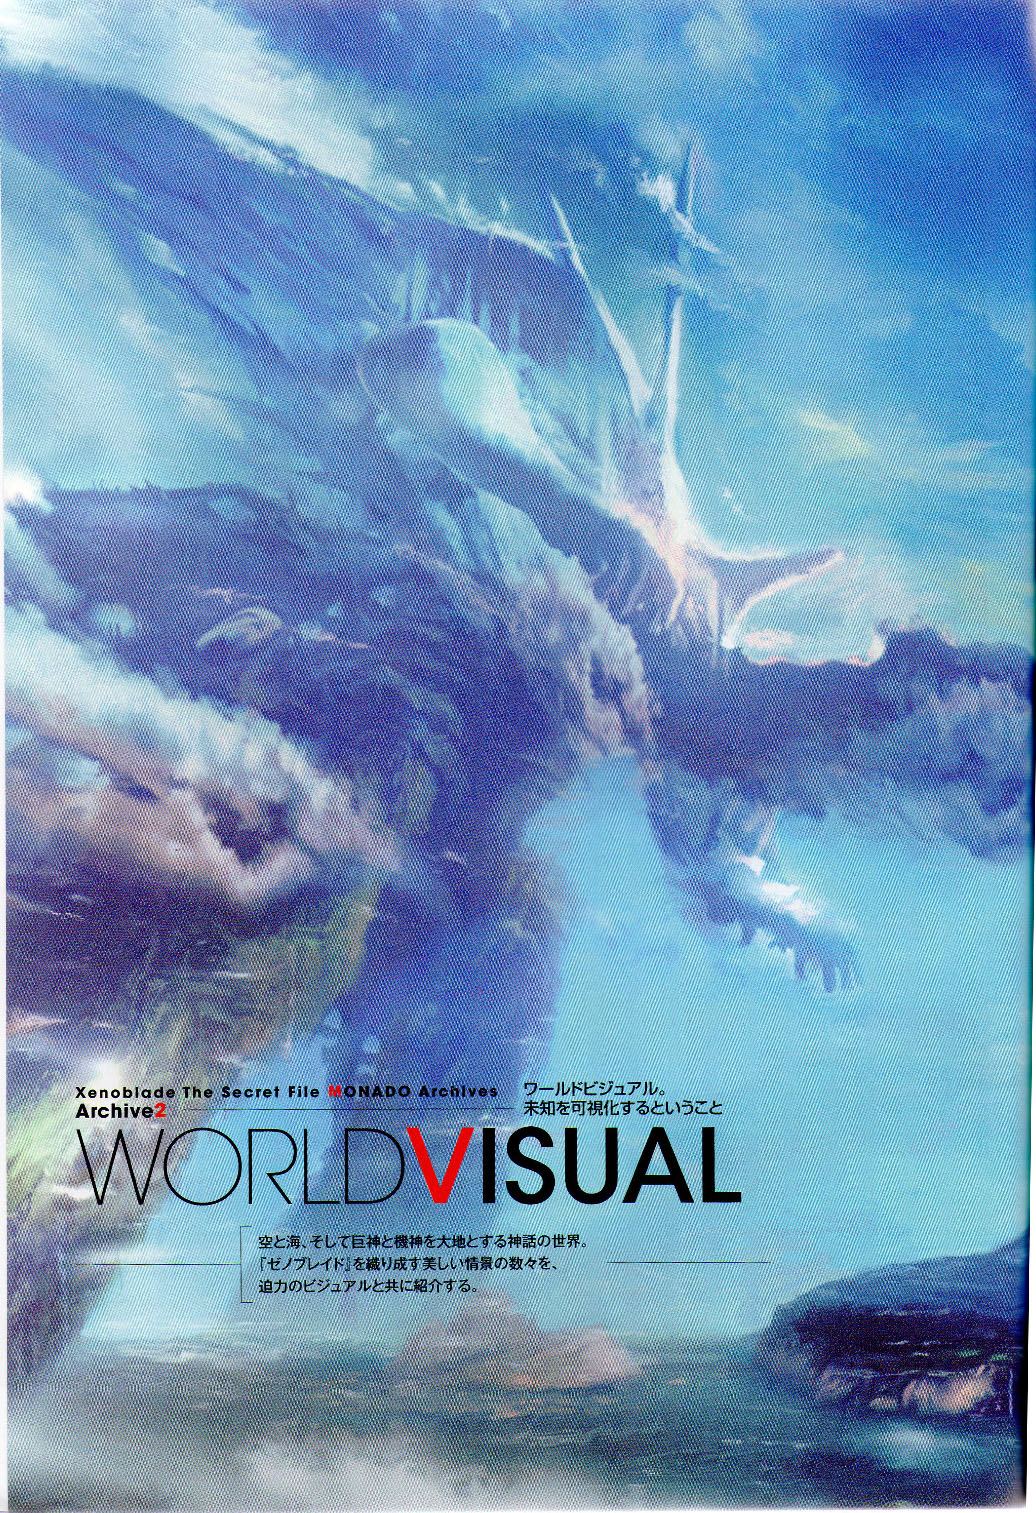 Xenoblade The Secret File MONADO Archives
Archive2
ワールドビジュアル。
未知を可視化するということ
WORLDVISUAL
空と海、そして巨神と機神を大地とする神話の世界。
『ゼノブレイド』を織り成す美しい情景の数々を、
迫力のビジュアルと共に紹介する。